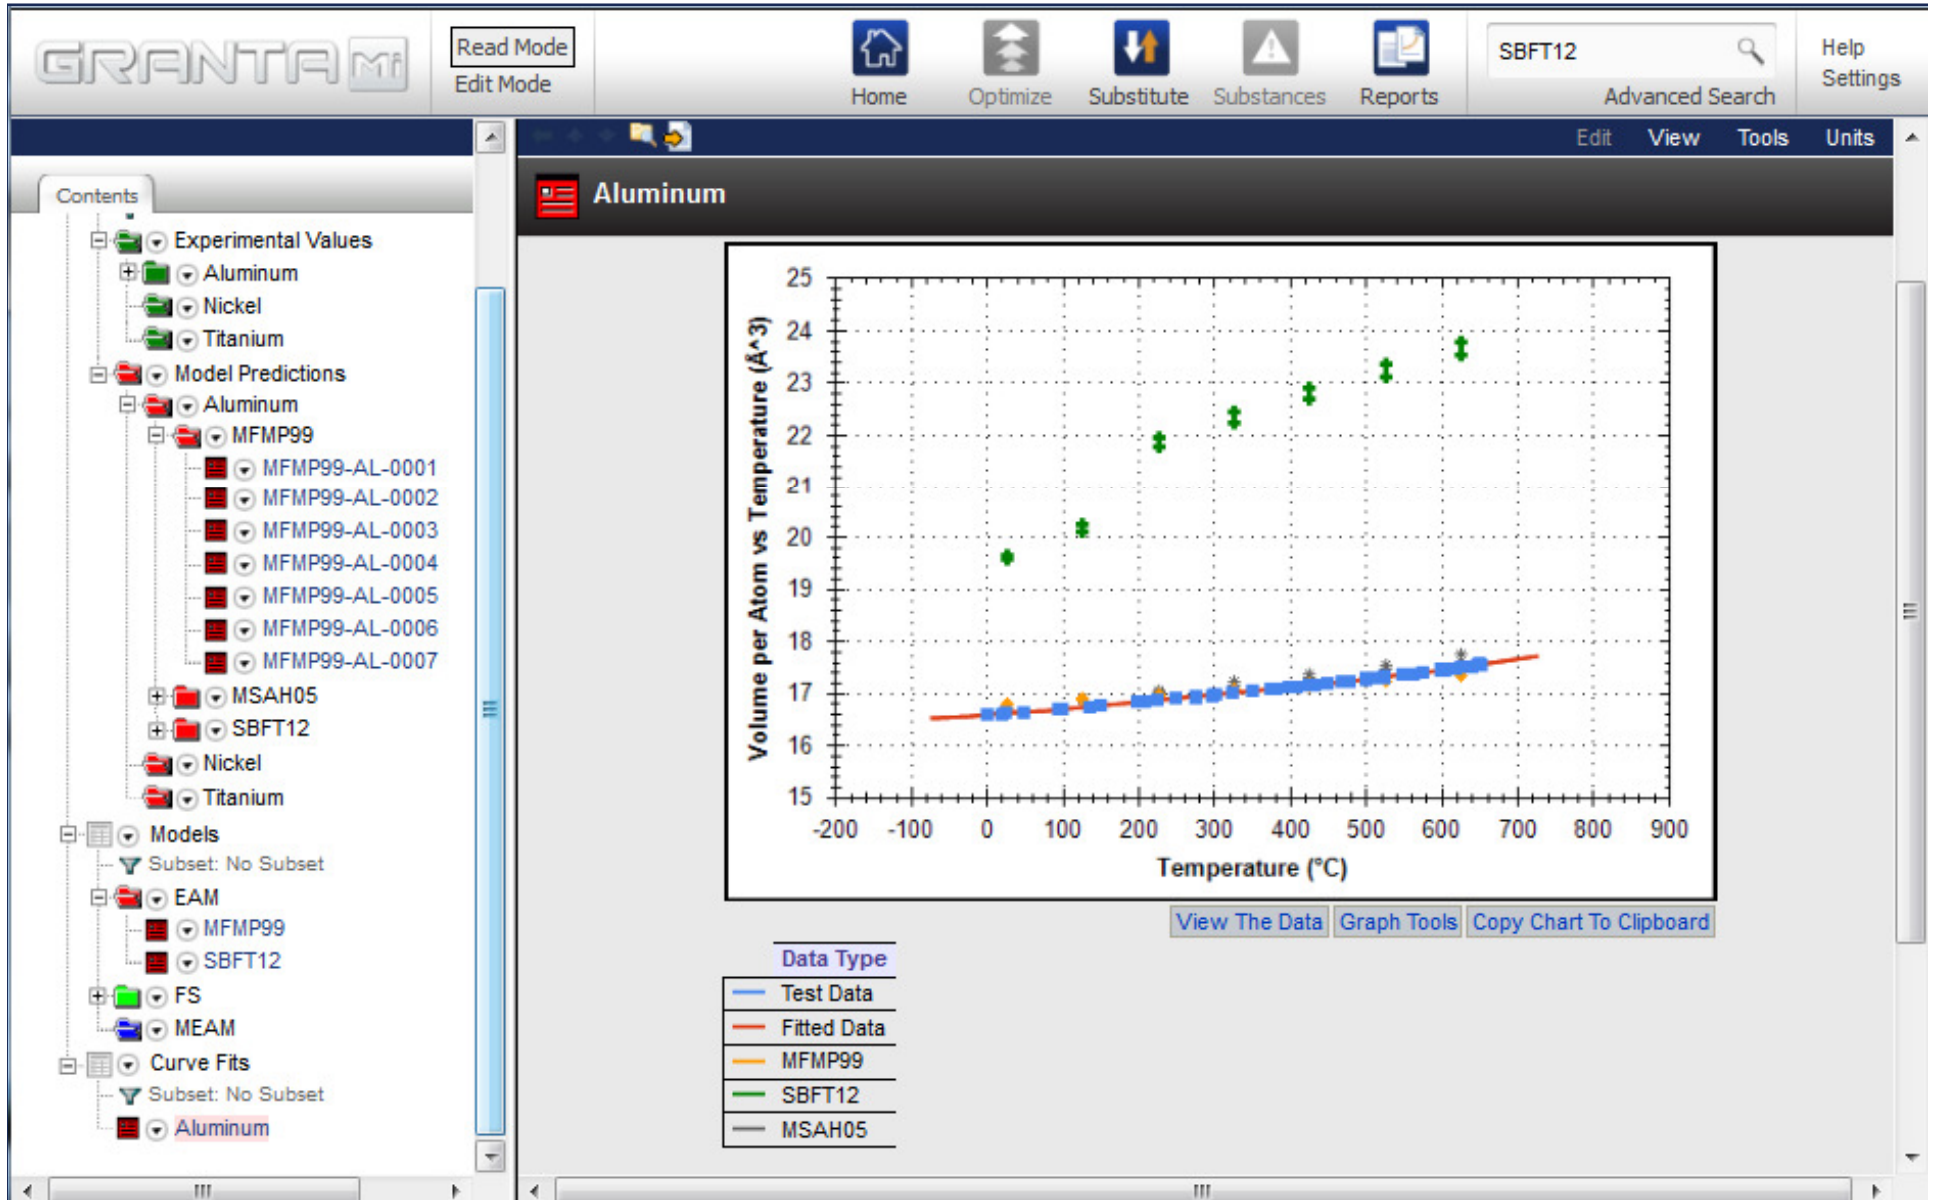 GRANTA MI
Read Mode
Edit Mode
Home
Optimize
Substitute
Substances
Reports
SBFT12
Advanced Search
Help
Settings
Contents
Experimental Values
Aluminum
Nickel
Titanium
Model Predictions
Aluminum
MFMP99
MFMP99-AL-0001
MFMP99-AL-0002
MFMP99-AL-0003
MFMP99-AL-0004
MFMP99-AL-0005
MFMP99-AL-0006
MFMP99-AL-0007
MSAH05
SBFT12
Nickel
Titanium
Models
Subset: No Subset
EAM
MFMP99
SBFT12
FS
MEAM
Curve Fits
Subset: No Subset
Aluminum
Edit View Tools Units
Aluminum
Volume per Atom vs Temperature (Å^3)
25
24
23
22
21
20
19
18
17
16
15
-200 -100 0 100 200 300 400 500 600 700 800 900
Temperature (°C)
View The Data Graph Tools Copy Chart To Clipboard
Data Type
Test Data
Fitted Data
MFMP99
SBFT12
MSAH05